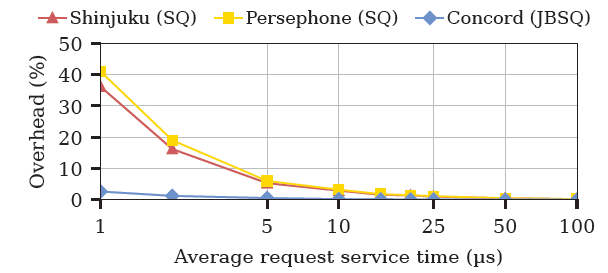 Shinjuku (SQ) Persephone (SQ) Concord (JBSQ)
50
40
30
20
10
0
Overhead (%)
1 5 10 25 50 100
Average request service time (µs)